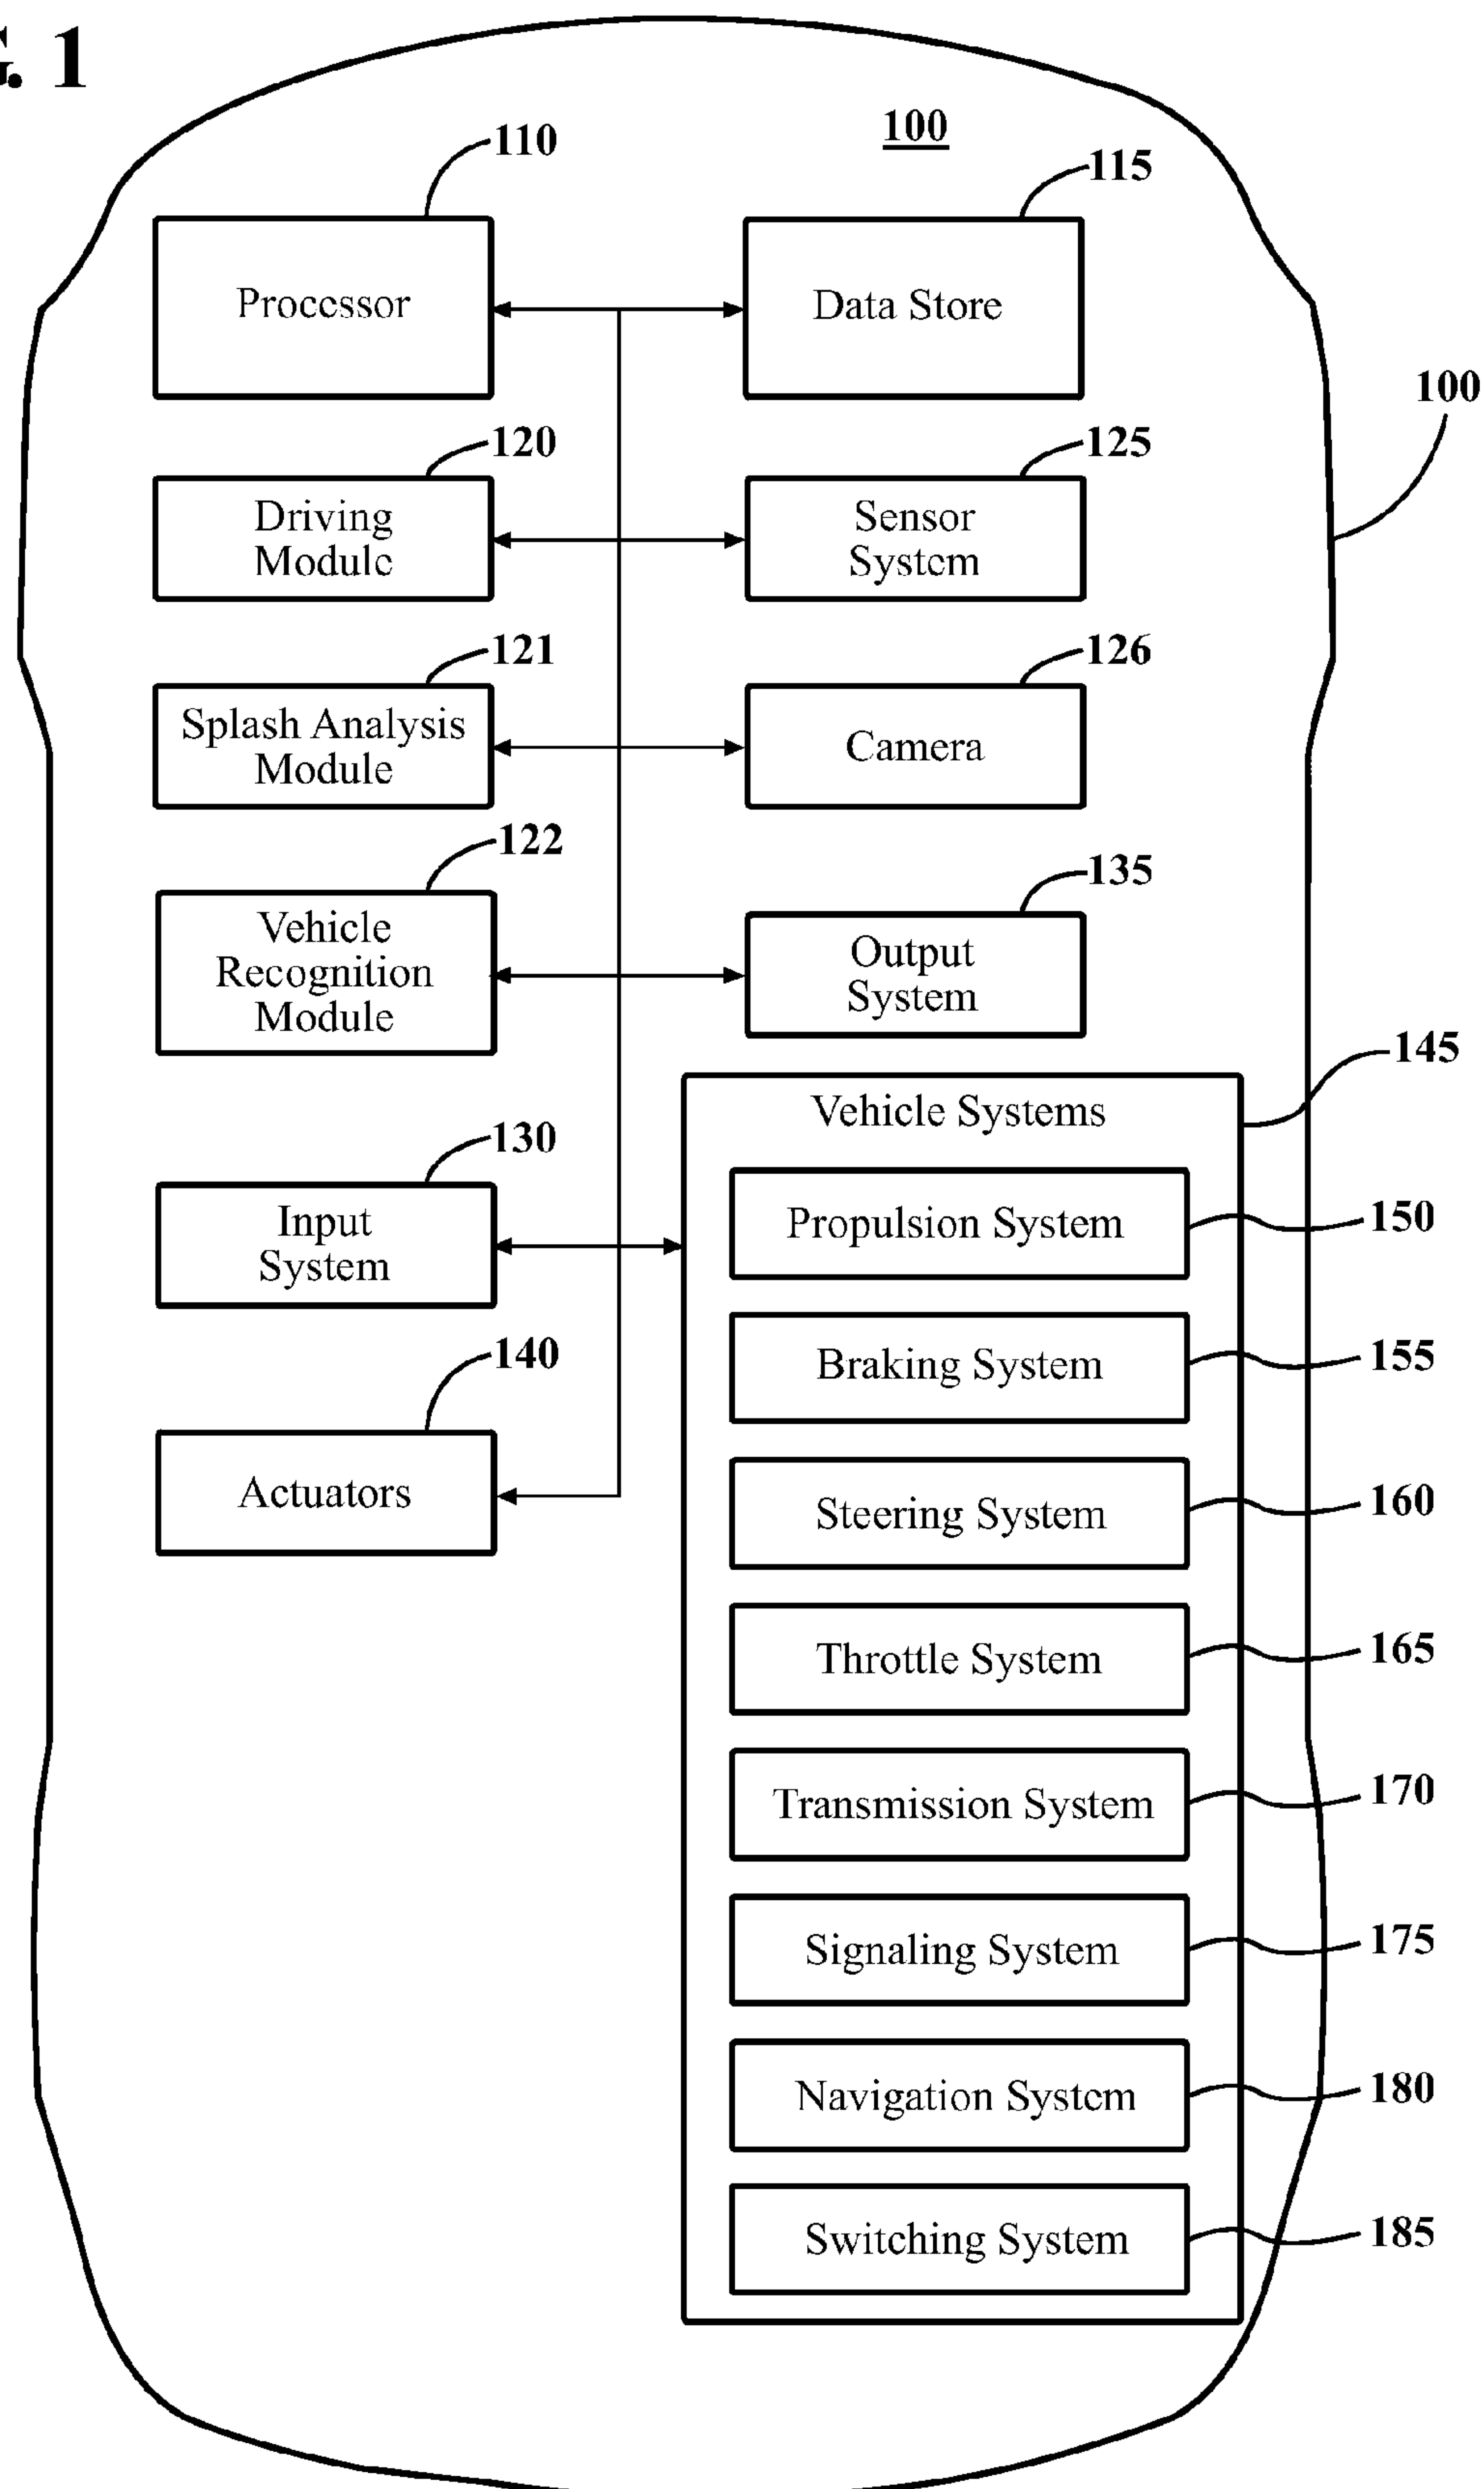 G. 1
100
110
115
Processor
Data Store
100
120
125
Driving
Module
Sensor
System
121
126
Splash Analysis
Module
Camera
122
135
Vehicle
Recognition
Module
Output
System
145
Vehicle Systems
130
Input
System
Propulsion System
150
140
Braking System
155
Actuators
Steering System
160
Throttle System
165
Transmission System
170
Signaling System
175
Navigation System
180
Switching System
185